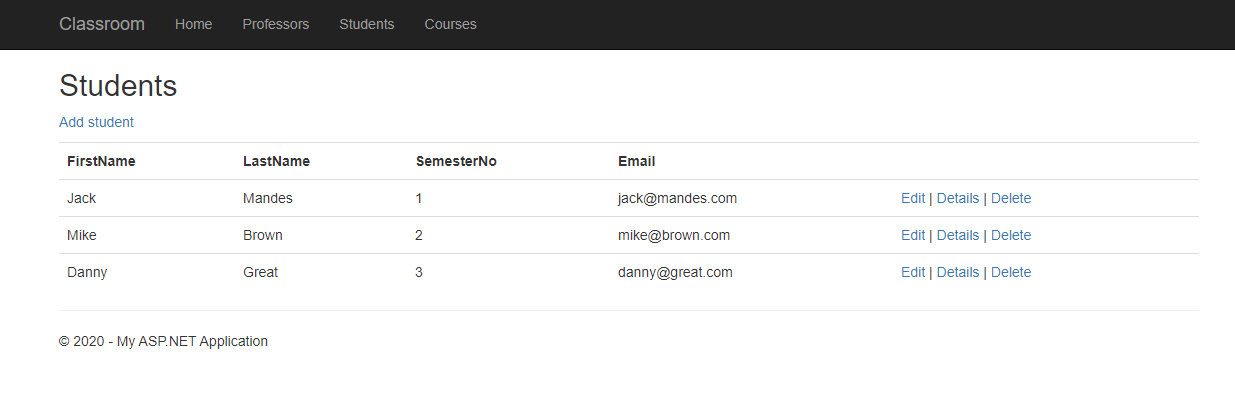 Classroom Home Professors Students Courses
Students
Add student
FirstName LastName SemesterNo Email
Jack Mandes 1 jack@mandes.com Edit | Details | Delete
Mike Brown 2 mike@brown.com Edit | Details | Delete
Danny Great 3 danny@great.com Edit | Details | Delete
© 2020 - My ASP.NET Application